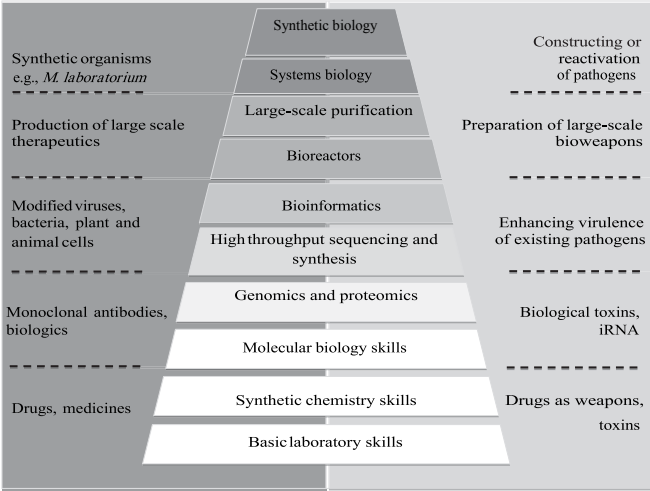 Synthetic biology
Synthetic organisms
e.g., M. laboratorium
Systems biology
Constructing or
reactivation
of pathogens
Large-scale purification
Production of large scale
therapeutics
Bioreactors
Preparation of large-scale
bioweapons
Modified viruses,
bacteria, plant and
animal cells
Bioinformatics
High throughput sequencing and
synthesis
Enhancing virulence
of existing pathogens
Genomics and proteomics
Monoclonal antibodies,
biologics
Molecular biology skills
Biological toxins,
iRNA
Drugs, medicines
Synthetic chemistry skills
Basic laboratory skills
Drugs as weapons,
toxins